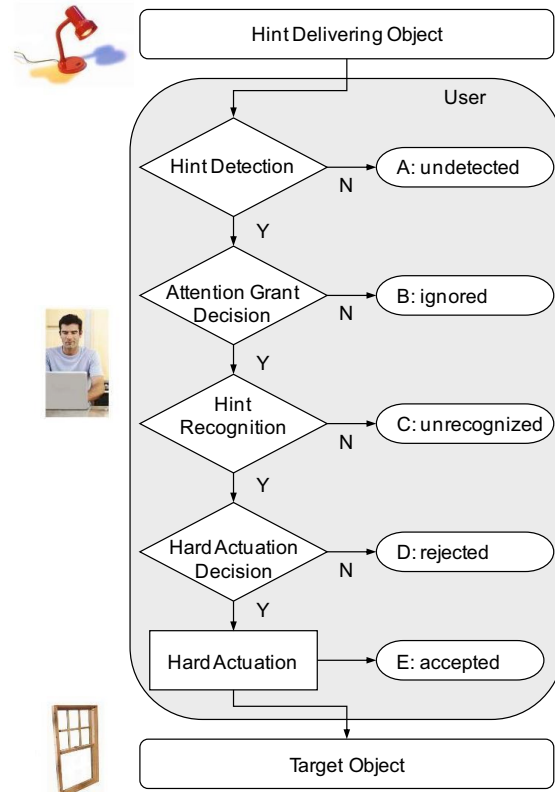 Hint Delivering Object
User
Hint Detection
N
A: undetected
Y
Attention Grant
Decision
N
B: ignored
Y
Hint
Recognition
N
C: unrecognized
Y
Hard Actuation
Decision
N
D: rejected
Y
Hard Actuation
E: accepted
Target Object